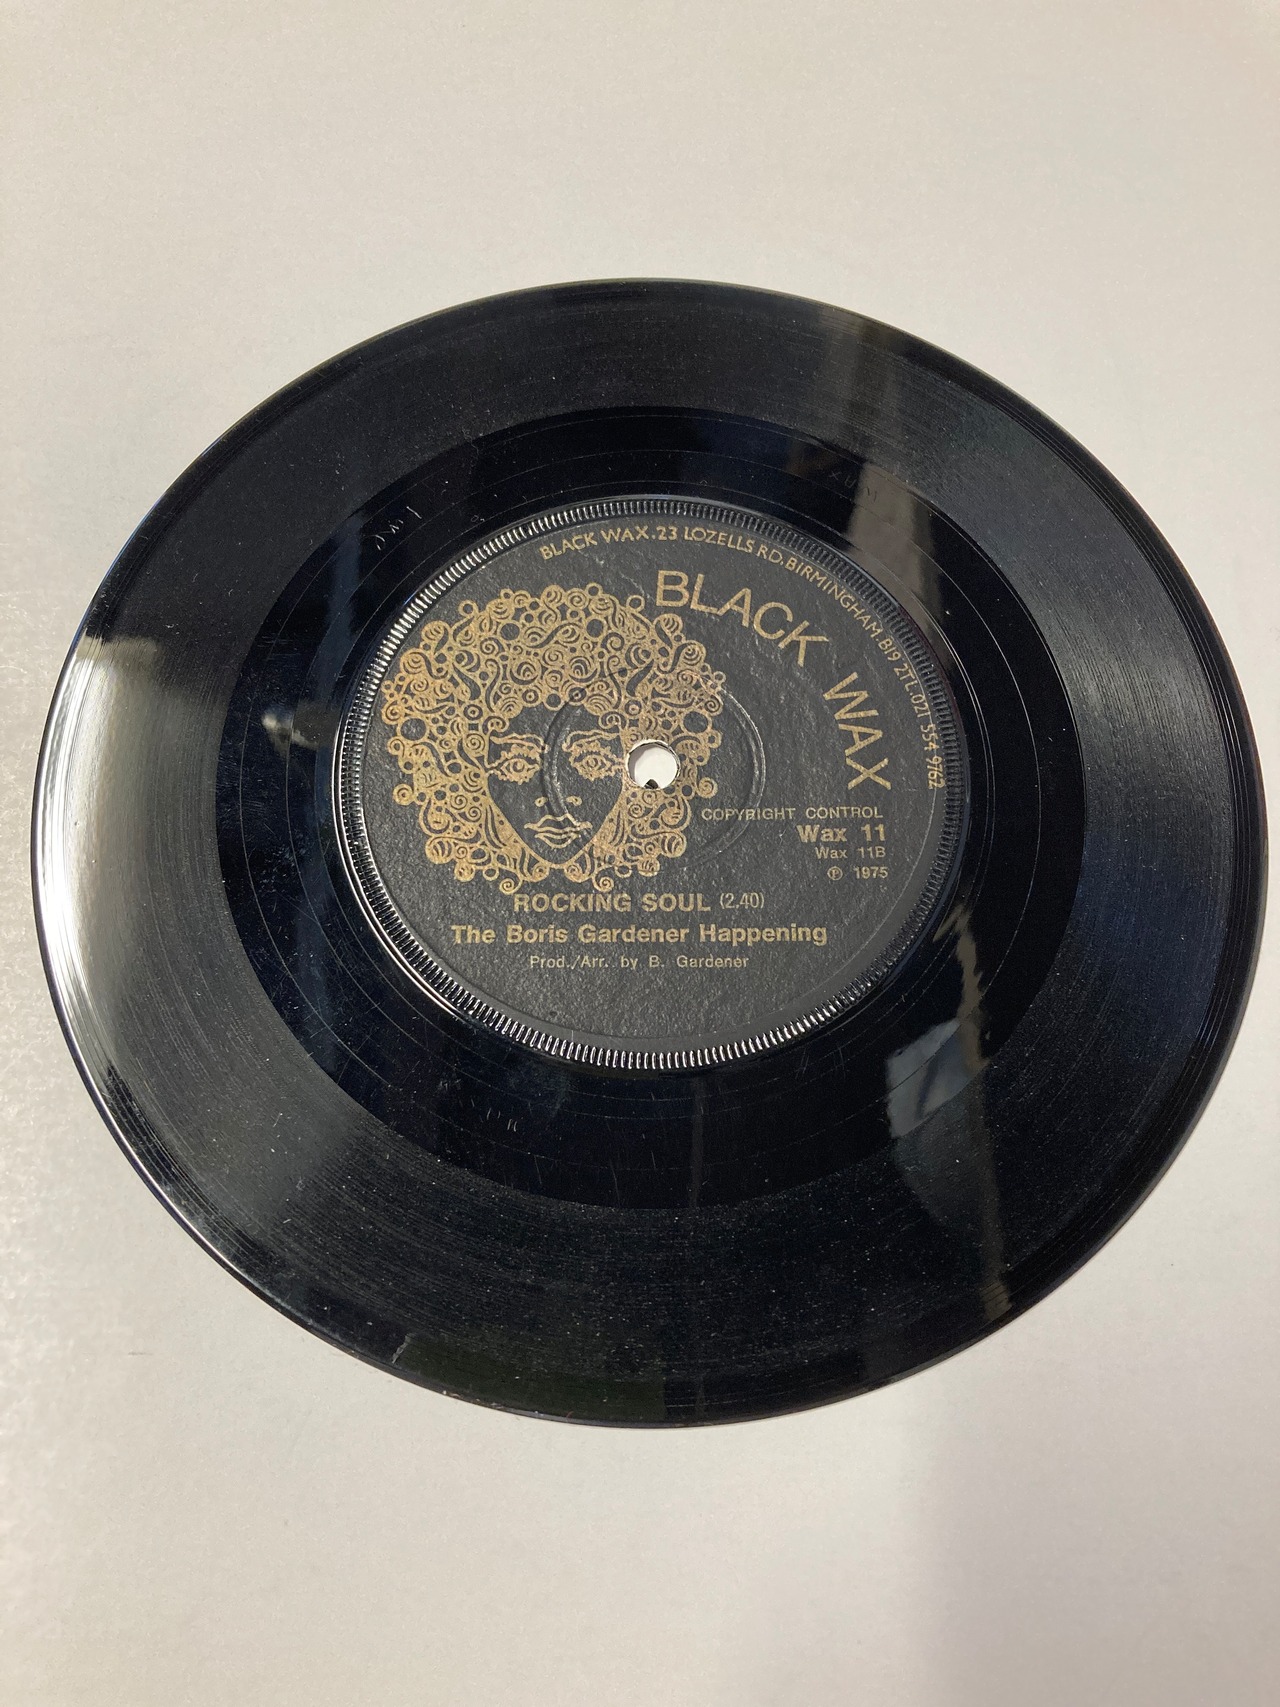 BLACK WAX.23 LOZELLS RD.BIRMINGHAM.B19 2TL.021 554 9762
BLACK WAX
COPYRIGHT CONTROL
Wax 11
Wax 11B
℗ 1975
ROCKING SOUL (2.40)
The Boris Gardener Happening
Prod./Arr. by B. Gardener